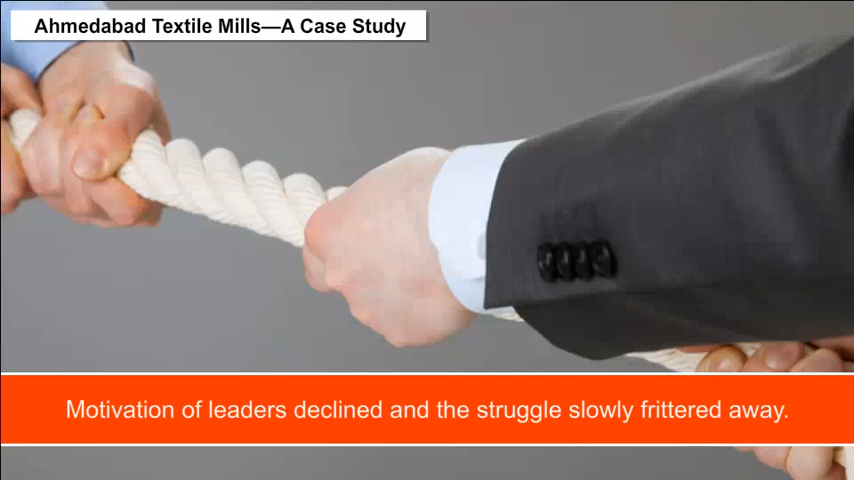 Ahmedabad Textile Mills—A Case Study
Motivation of leaders declined and the struggle slowly frittered away.